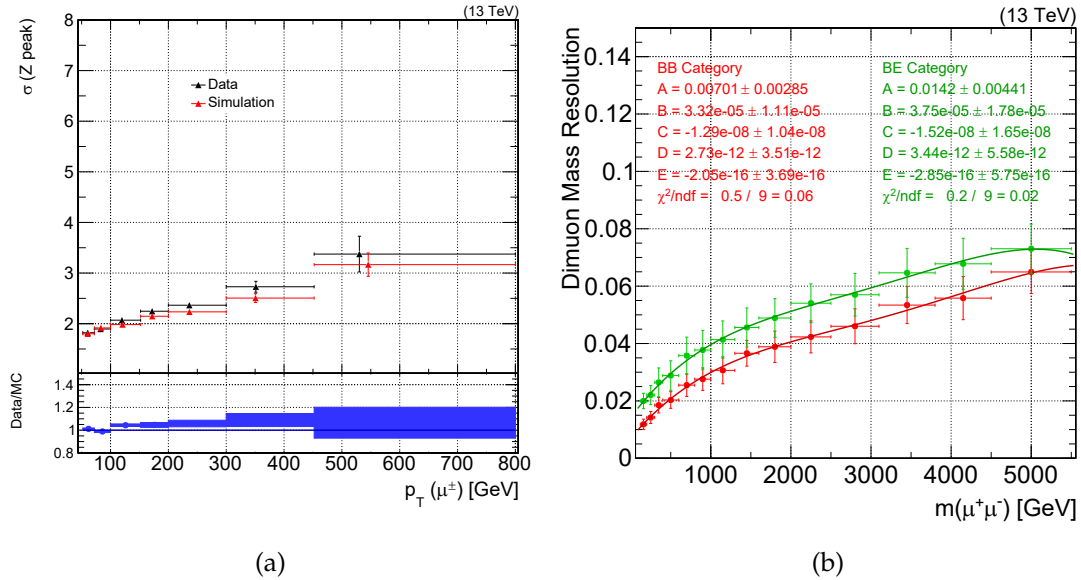 (13 TeV)
σ (Z peak)
8
7
6
5
4
3
2
Data
Simulation
Data/MC
1.4
1.2
1
0.8
100 200 300 400 500 600 700 800
p_T (μ±) [GeV]
(a)
(13 TeV)
Dimuon Mass Resolution
0.14
0.12
0.1
0.08
0.06
0.04
0.02
0
BB Category
A = 0.00701 ± 0.00285
B = 3.32e-05 ± 1.11e-05
C = -1.29e-08 ± 1.04e-08
D = 2.73e-12 ± 3.51e-12
E = -2.05e-16 ± 3.69e-16
χ²/ndf = 0.5 / 9 = 0.06
BE Category
A = 0.0142 ± 0.00441
B = 3.75e-05 ± 1.78e-05
C = -1.52e-08 ± 1.65e-08
D = 3.44e-12 ± 5.58e-12
E = -2.85e-16 ± 5.75e-16
χ²/ndf = 0.2 / 9 = 0.02
1000 2000 3000 4000 5000
m(μ⁺μ⁻) [GeV]
(b)